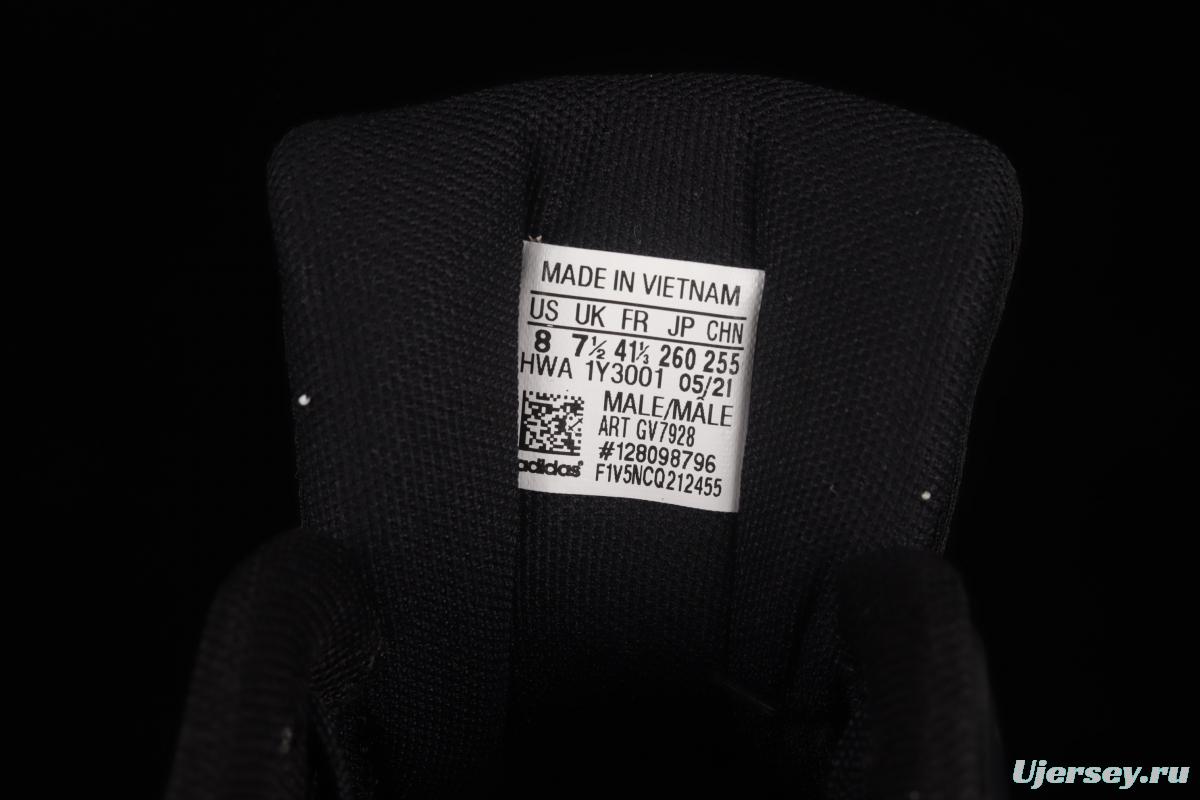 MADE IN VIETNAM
US UK FR JP CHN
8 7½ 41⅓ 260 255
HWA 1Y3001 05/21
MALE/MÂLE
ART GV7928
#128098796
adidas® F1V5NCQ212455
Ujersey.ru